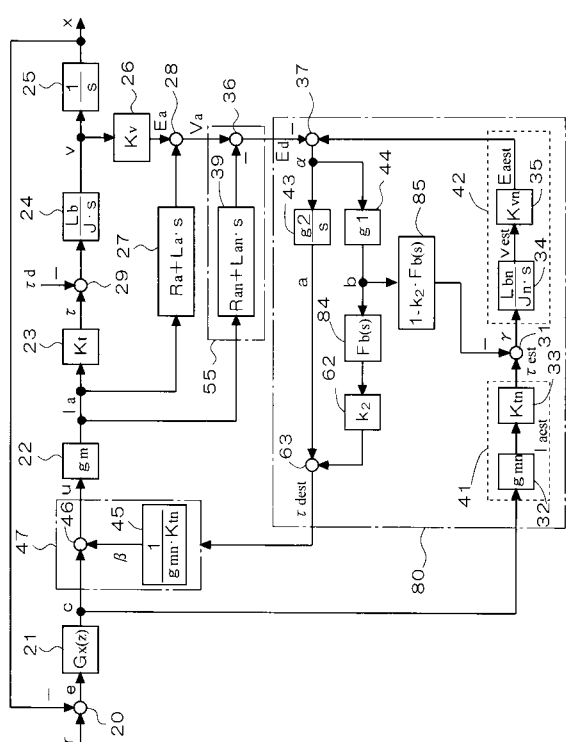 r
20
−
e
21
Gx(z)
c
46
47
β
45
1
gmn·Ktn
u
22
gm
Ia
23
Kt
τ
29
−
τd
24
Lb
J·s
v
25
1
s
x
26
Kv
Ea
28
Va
27
Ra+La·s
36
−
39
Ran+Lan·s
55
Ed
−
37
α
43
g2
s
44
g1
a
b
85
1-k2·Fb(s)
84
Fb(s)
62
k2
63
τdest
80
42
Eaest
Kvn
35
vest
Lbn
Jn·s
34
γ
−
31
τest
33
Ktn
41
Iaest
gmn
32